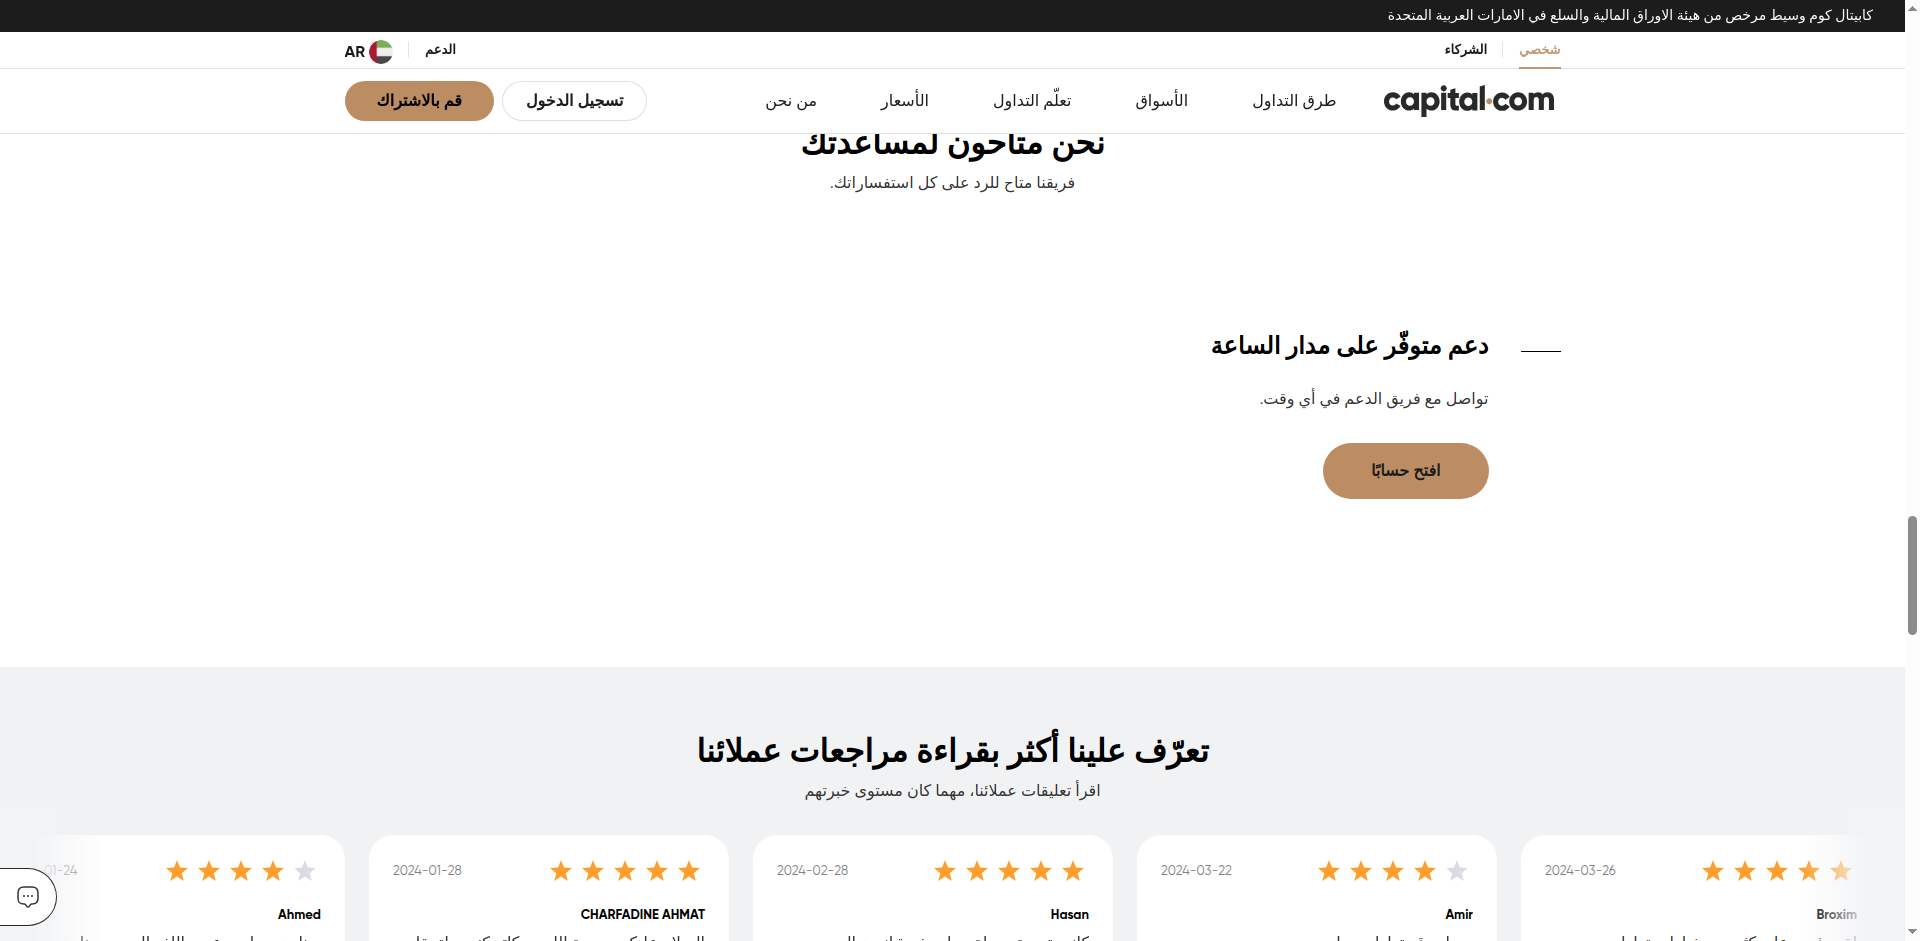 كابيتال كوم وسيط مرخص من هيئة الاوراق المالية والسلع في الامارات العربية المتحدة
شخصي
الشركاء
الدعم
AR
capital.com
طرق التداول
الأسواق
تعلّم التداول
الأسعار
من نحن
تسجيل الدخول
قم بالاشتراك
نحن متاحون لمساعدتك
فريقنا متاح للرد على كل استفساراتك.
دعم متوفّر على مدار الساعة
تواصل مع فريق الدعم في أي وقت.
افتح حسابًا
تعرّف علينا أكثر بقراءة مراجعات عملائنا
اقرأ تعليقات عملائنا، مهما كان مستوى خبرتهم
2024-03-26
Broxim
2024-03-22
Amir
2024-02-28
Hasan
2024-01-28
CHARFADINE AHMAT
01-24
Ahmed